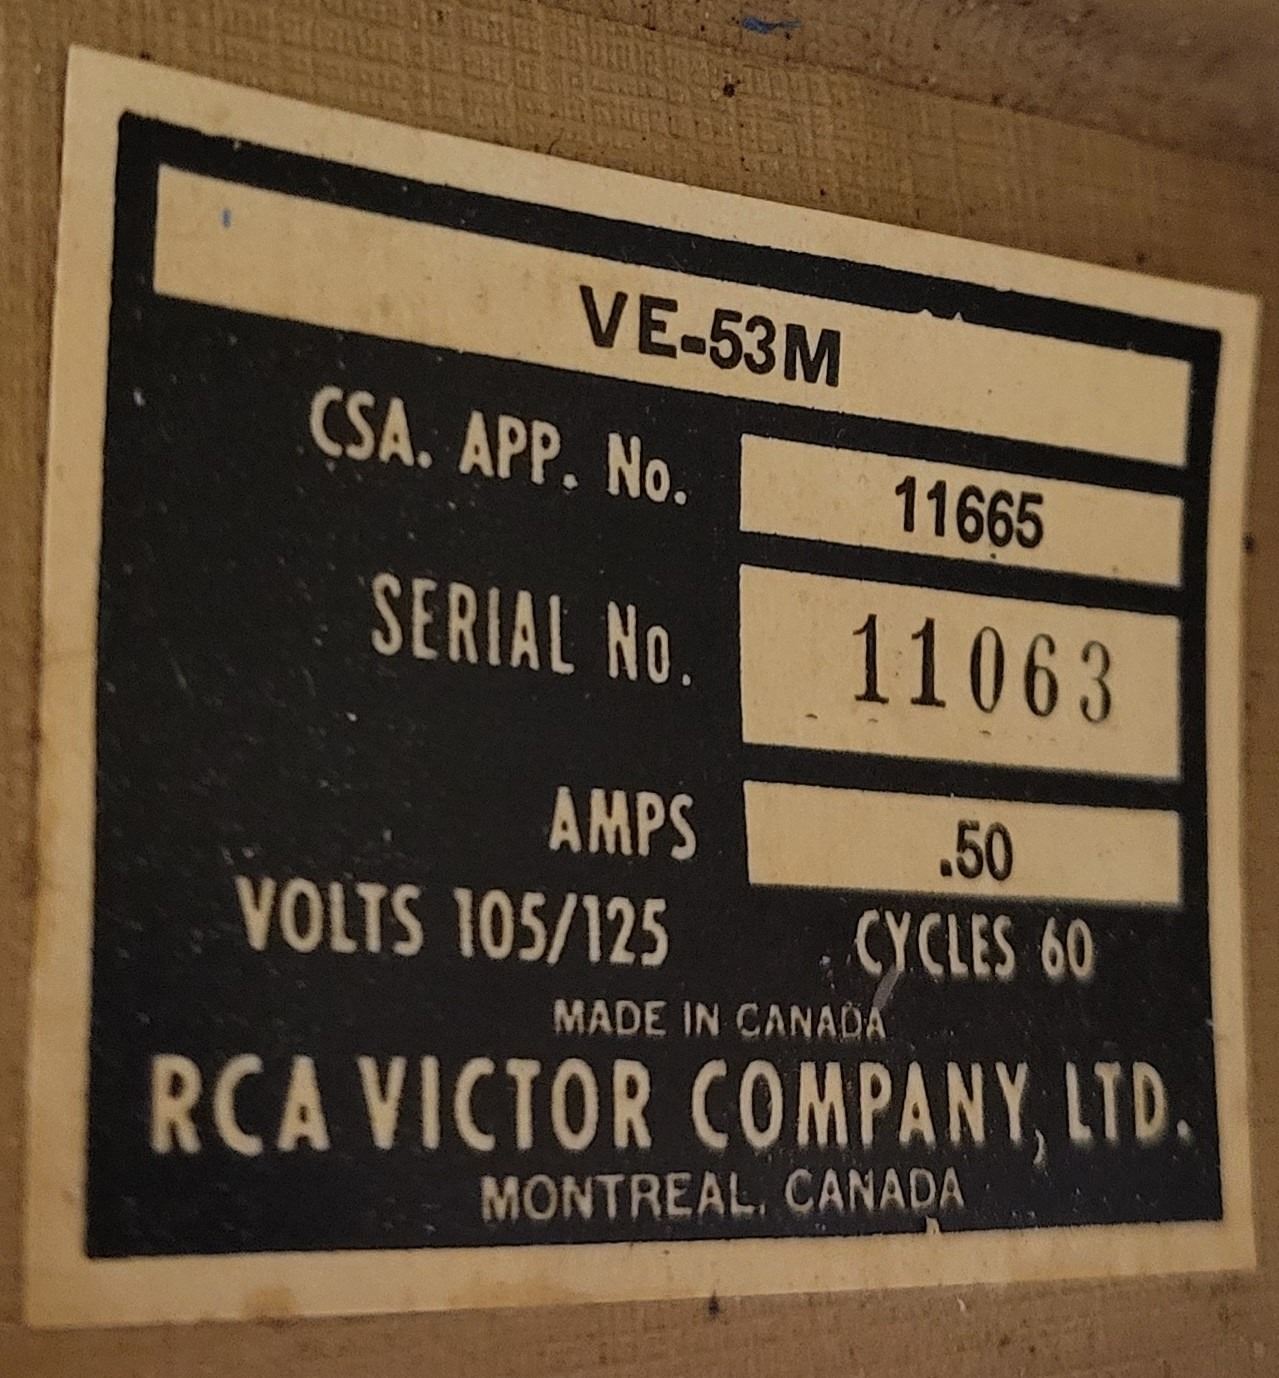 VE-53M
CSA. APP. No. 11665
SERIAL No. 11063
AMPS .50
VOLTS 105/125 CYCLES 60
MADE IN CANADA
RCA VICTOR COMPANY, LTD.
MONTREAL, CANADA